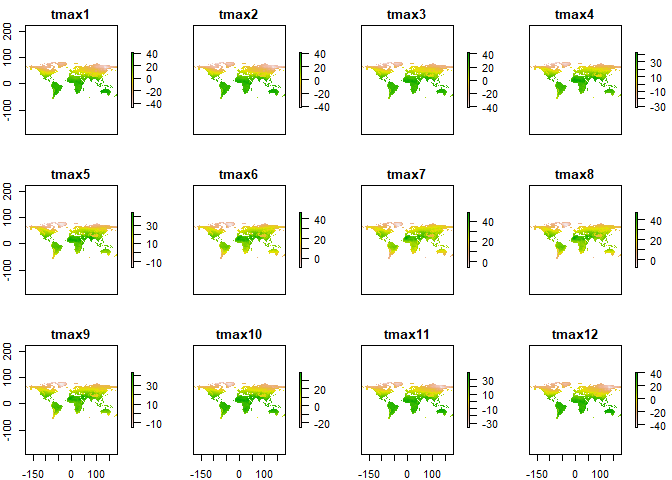 tmax1 tmax2 tmax3 tmax4
200 100 0 -100
40 20 0 -20 -40
40 20 0 -20 -40
40 20 0 -20 -40
30 10 -10 -30
tmax5 tmax6 tmax7 tmax8
200 100 0 -100
30 10 -10
40 20 0
40 20 0
40 20 0
tmax9 tmax10 tmax11 tmax12
200 100 0 -100
30 10 -10
20 0 -20
30 10 -10 -30
40 20 0 -20 -40
-150 0 100 -150 0 100 -150 0 100 -150 0 100